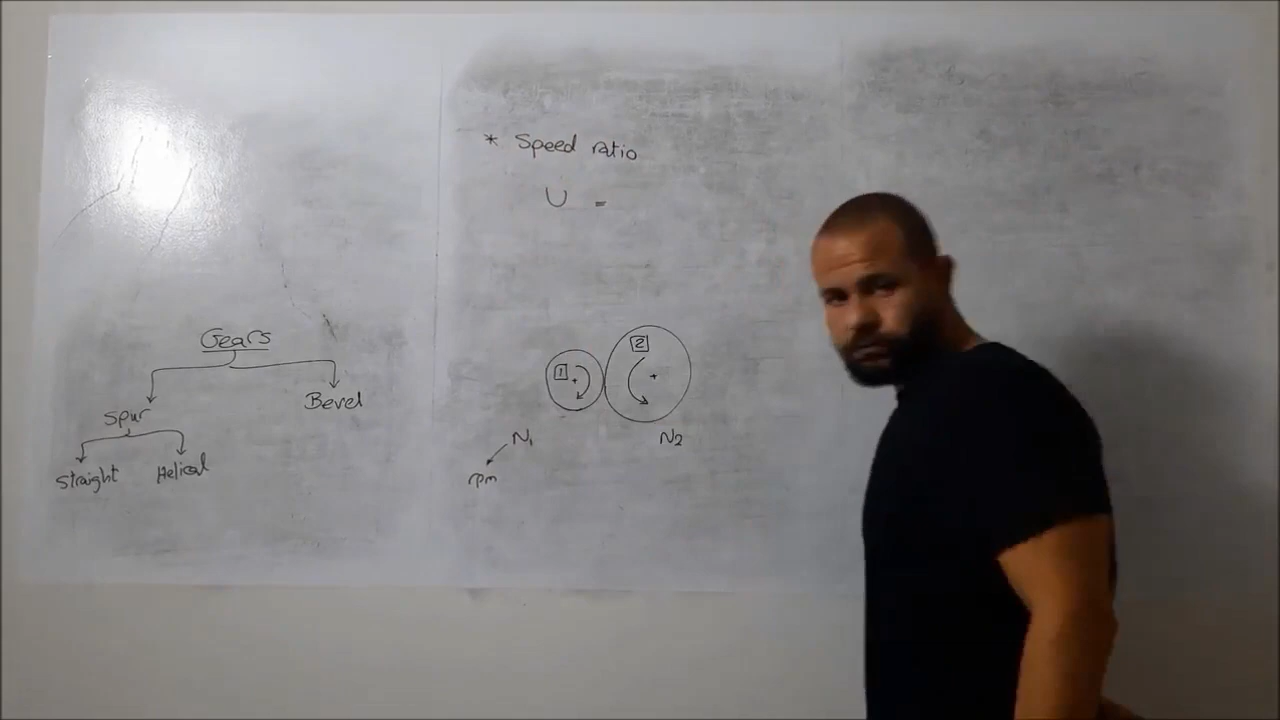 Gears
Spur
Bevel
Straight
Helical
* Speed ratio
U =
1
2
N1
N2
rpm